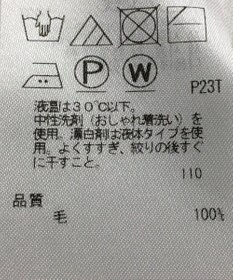 P W
P23T
液温は30℃以下。
中性洗剤(おしゃれ着洗い)を
使用。漂白剤は液体タイプを使
用。よくすすぎ、絞りの後すぐ
に干すこと。
110
品質
毛 100%